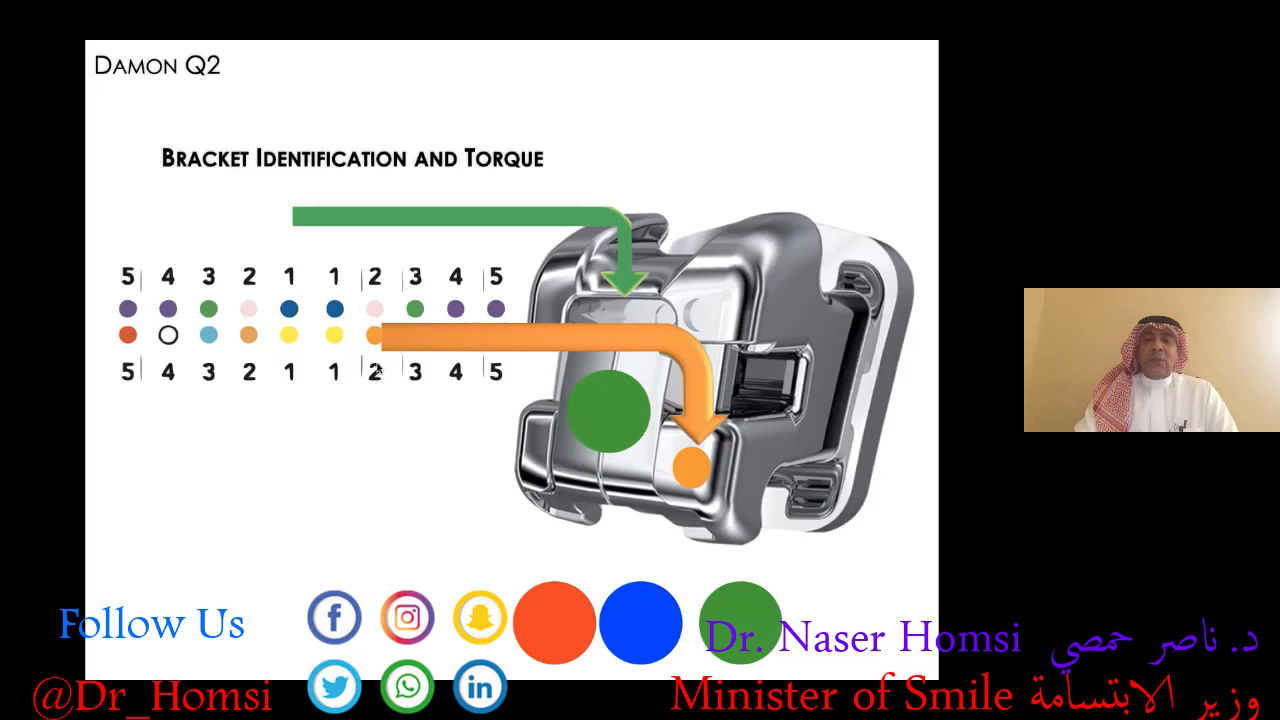 DAMON Q2
BRACKET IDENTIFICATION AND TORQUE
5 4 3 2 1 1 2 3 4 5
5 4 3 2 1 1 2 3 4 5
Follow Us
Dr. Naser Homsi د. ناصر حمصي
@Dr_Homsi
Minister of Smile وزير الابتسامة